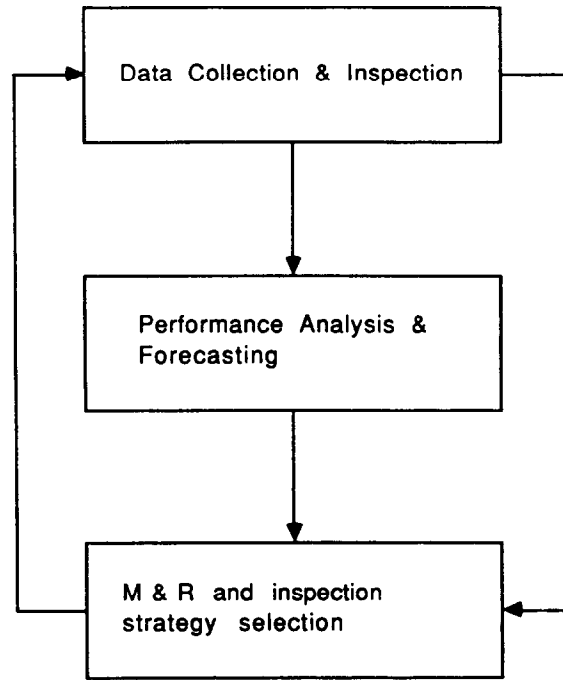 Data Collection & Inspection
Performance Analysis &
Forecasting
M & R and inspection
strategy selection